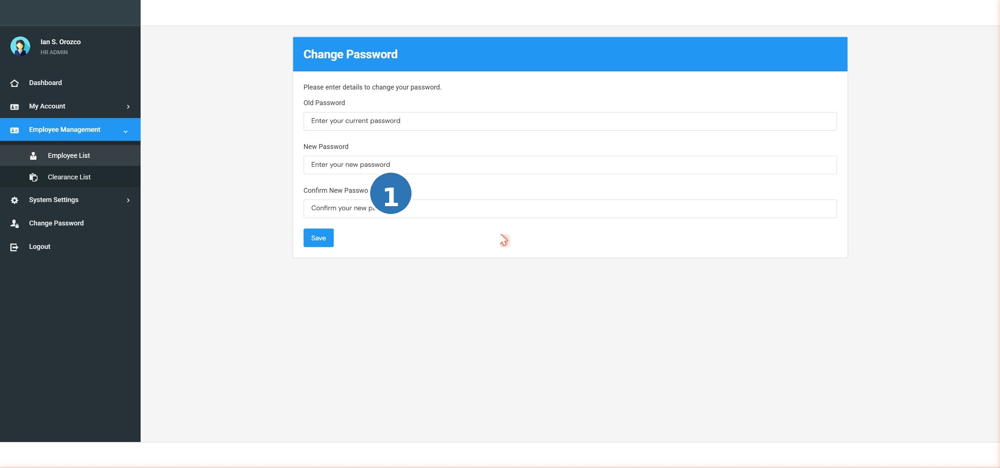 Ian S. Orozco
HR ADMIN
Dashboard
My Account
Employee Management
Employee List
Clearance List
System Settings
Change Password
Logout
Change Password
Please enter details to change your password.
Old Password
Enter your current password
New Password
Enter your new password
Confirm New Passwo
1
Confirm your new pa
Save